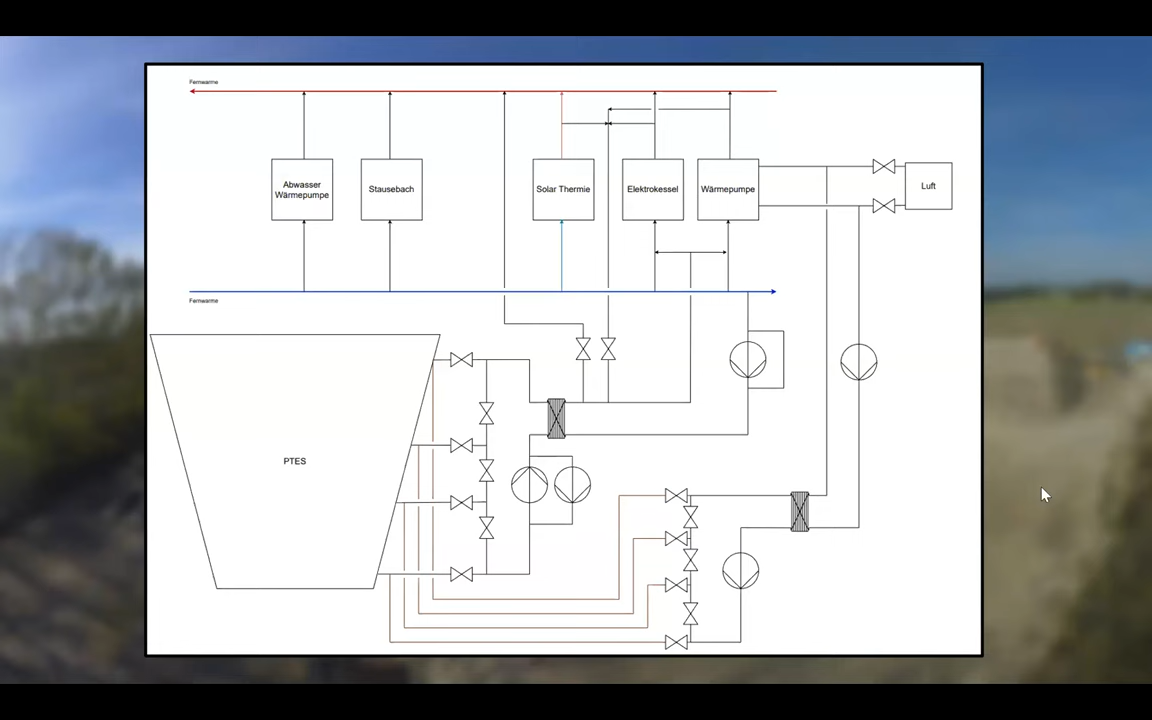 Fernwärme
Abwasser
Wärmepumpe
Stausebach
Solar Thermie
Elektrokessel
Wärmepumpe
Luft
Fernwärme
PTES